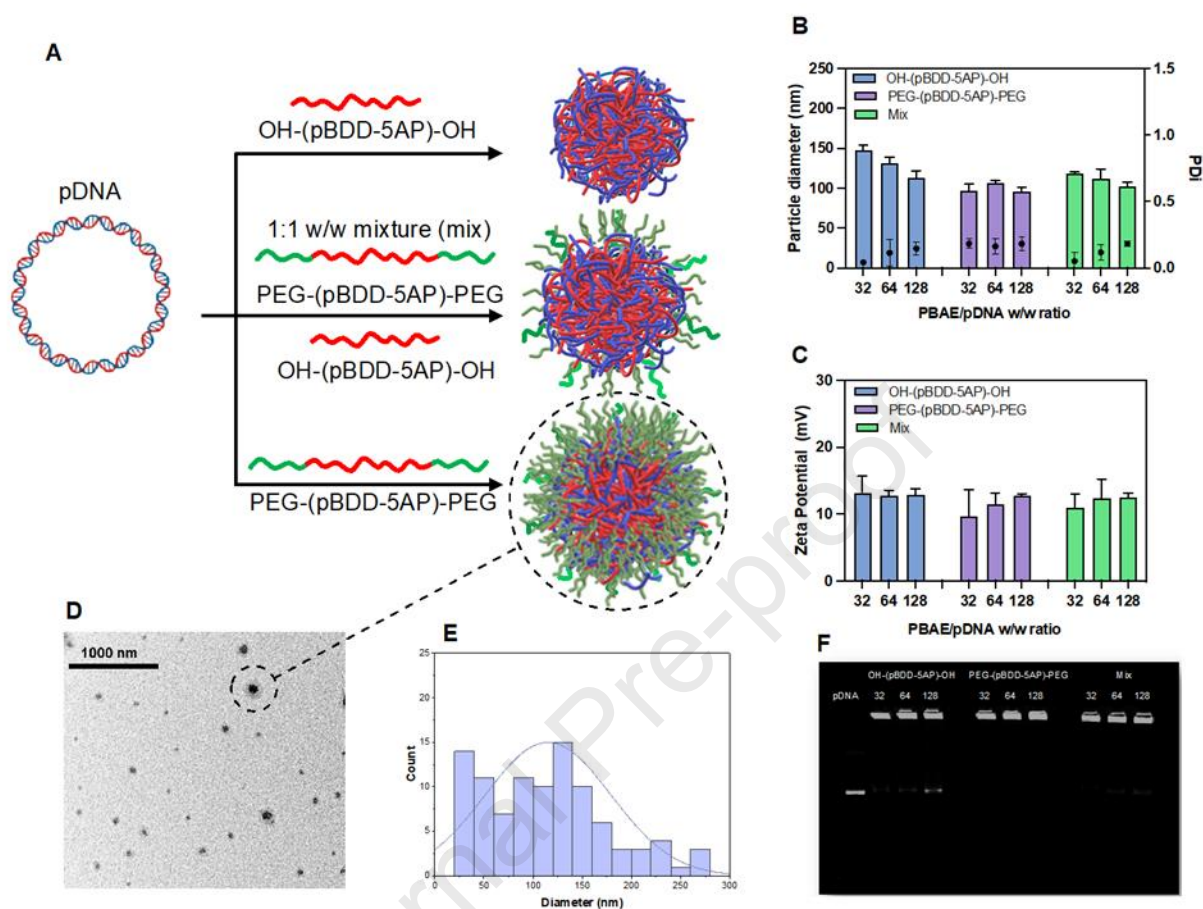 A
pDNA
OH-(pBDD-5AP)-OH
1:1 w/w mixture (mix)
PEG-(pBDD-5AP)-PEG
OH-(pBDD-5AP)-OH
PEG-(pBDD-5AP)-PEG
B
OH-(pBDD-5AP)-OH
PEG-(pBDD-5AP)-PEG
Mix
Particle diameter (nm)
250
200
150
100
50
0
PDi
1.5
1.0
0.5
0.0
32 64 128 32 64 128 32 64 128
PBAE/pDNA w/w ratio
C
OH-(pBDD-5AP)-OH
PEG-(pBDD-5AP)-PEG
Mix
Zeta Potential (mV)
30
20
10
0
32 64 128 32 64 128 32 64 128
PBAE/pDNA w/w ratio
D
1000 nm
E
Count
25
20
15
10
5
0
0 50 100 150 200 250 300
Diameter (nm)
F
OH-(pBDD-5AP)-OH PEG-(pBDD-5AP)-PEG Mix
pDNA 32 64 128 32 64 128 32 64 128
rnal Pre-proof